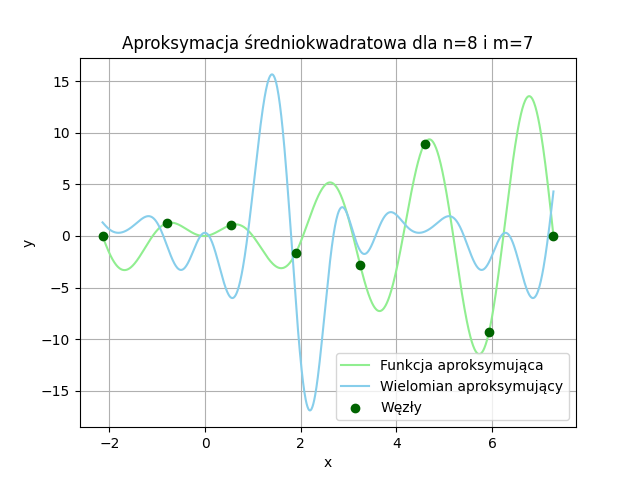 Aproksymacja średniokwadratowa dla n=8 i m=7
y
15
10
5
0
−5
−10
−15
−2
0
2
4
6
x
Funkcja aproksymująca
Wielomian aproksymujący
Węzły